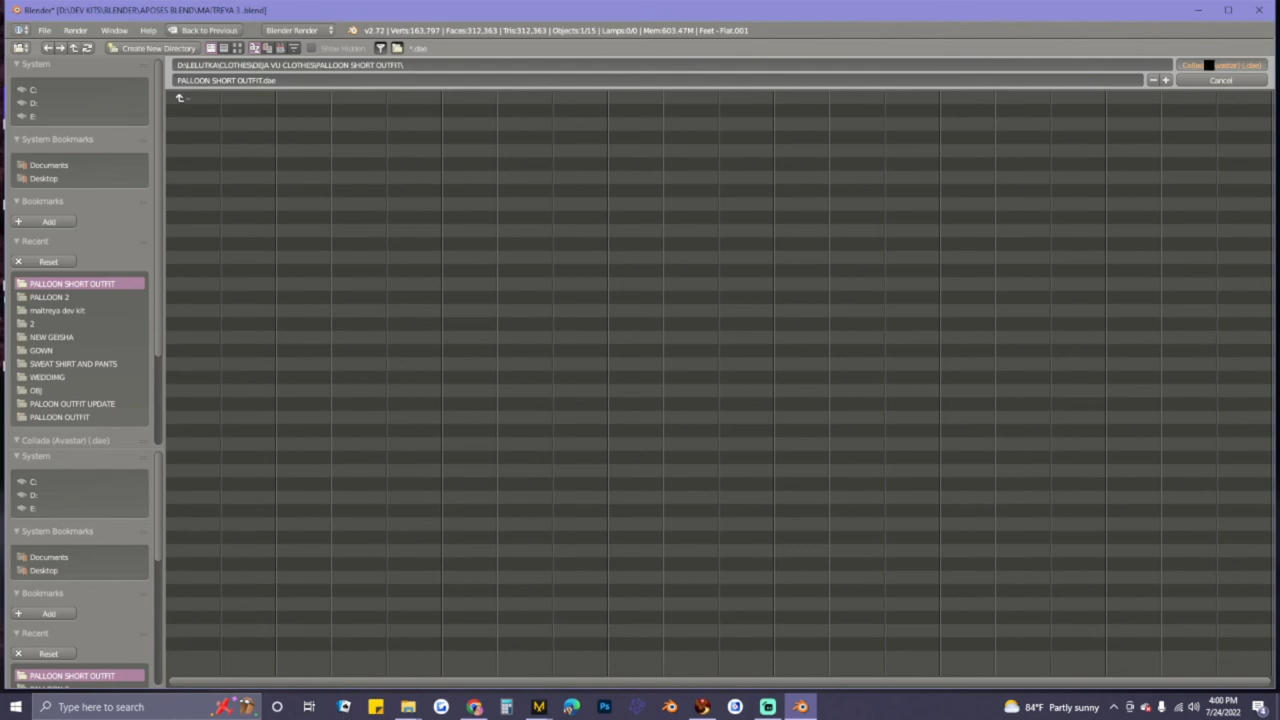 Blender* [D:\DEV KITS\BLENDER\APOSES BLEND\MAITREYA 3 .blend]
File Render Window Help Back to Previous Blender Render v2.72 | Verts:163,797 | Faces:312,363 | Tris:312,363 | Objects:1/15 | Lamps:0/0 | Mem:603.47M | Feet - Flat.001
Create New Directory Show Hidden *.dae
System
D:\LELUTKA\CLOTHES\DEJA VU CLOTHES\PALLOON SHORT OUTFIT\
PALLOON SHORT OUTFIT.dae
Cancel
C:
D:
E:
System Bookmarks
Documents
Desktop
Bookmarks
Add
Recent
Reset
PALLOON SHORT OUTFIT
PALLOON 2
maitreya dev kit
2
NEW GEISHA
GOWN
SWEAT SHIRT AND PANTS
WEDDIMG
OBJ
PALOON OUTFIT UPDATE
PALLOON OUTFIT
Collada (Avastar) (.dae)
System
C:
D:
E:
System Bookmarks
Documents
Desktop
Bookmarks
Add
Recent
Reset
PALLOON SHORT OUTFIT
Type here to search
84°F Partly sunny
4:00 PM
7/24/2022